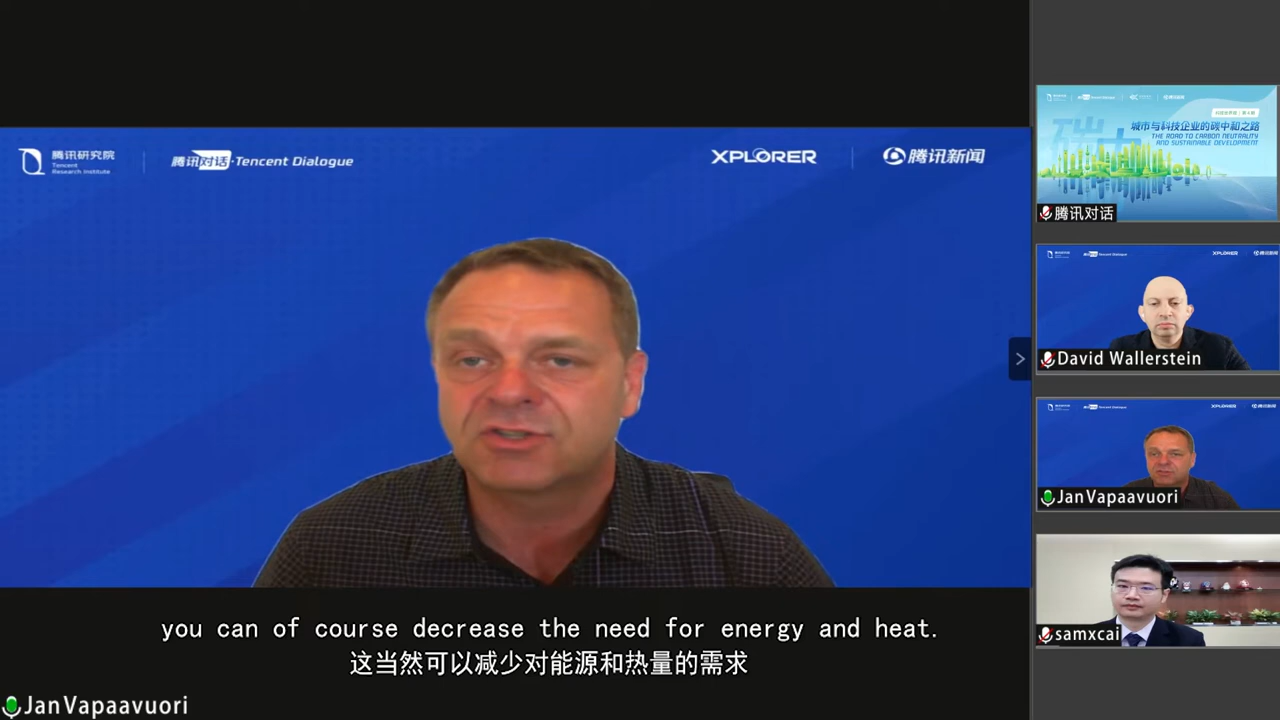 腾讯研究院
Tencent
Research Institute
腾讯对话·Tencent Dialogue
XPLORER
腾讯新闻
you can of course decrease the need for energy and heat.
这当然可以减少对能源和热量的需求
JanVapaavuori
城市与科技企业的碳中和之路
THE ROAD TO CARBON NEUTRALITY
AND SUSTAINABLE DEVELOPMENT
腾讯对话
XPLORER
David Wallerstein
XPLORER
JanVapaavuori
samxcai